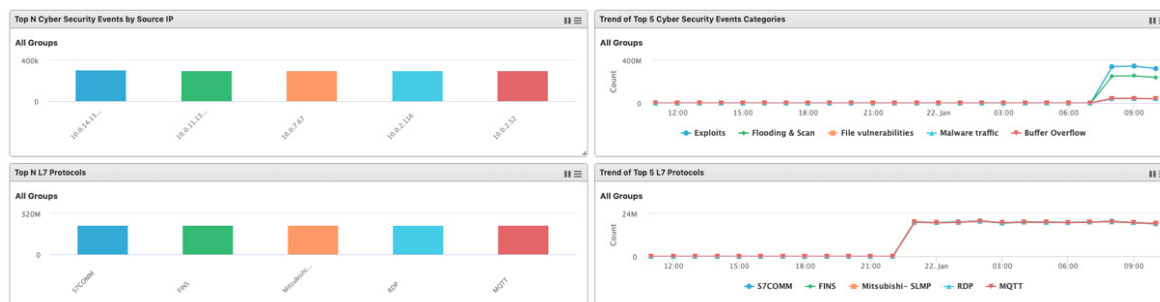 Top N Cyber Security Events by Source IP
All Groups
400k
0
10.0.14.13...
10.0.11.13...
10.0.7.67
10.0.2.116
10.0.2.52
Trend of Top 5 Cyber Security Events Categories
All Groups
400M
Count
0
12:00 15:00 18:00 21:00 22. Jan 03:00 06:00 09:00
Exploits Flooding & Scan File vulnerabilities Malware traffic Buffer Overflow
Top N L7 Protocols
All Groups
320M
0
S7COMM
FINS
Mitsubishi...
RDP
MQTT
Trend of Top 5 L7 Protocols
All Groups
24M
Count
0
12:00 15:00 18:00 21:00 22. Jan 03:00 06:00 09:00
S7COMM FINS Mitsubishi- SLMP RDP MQTT